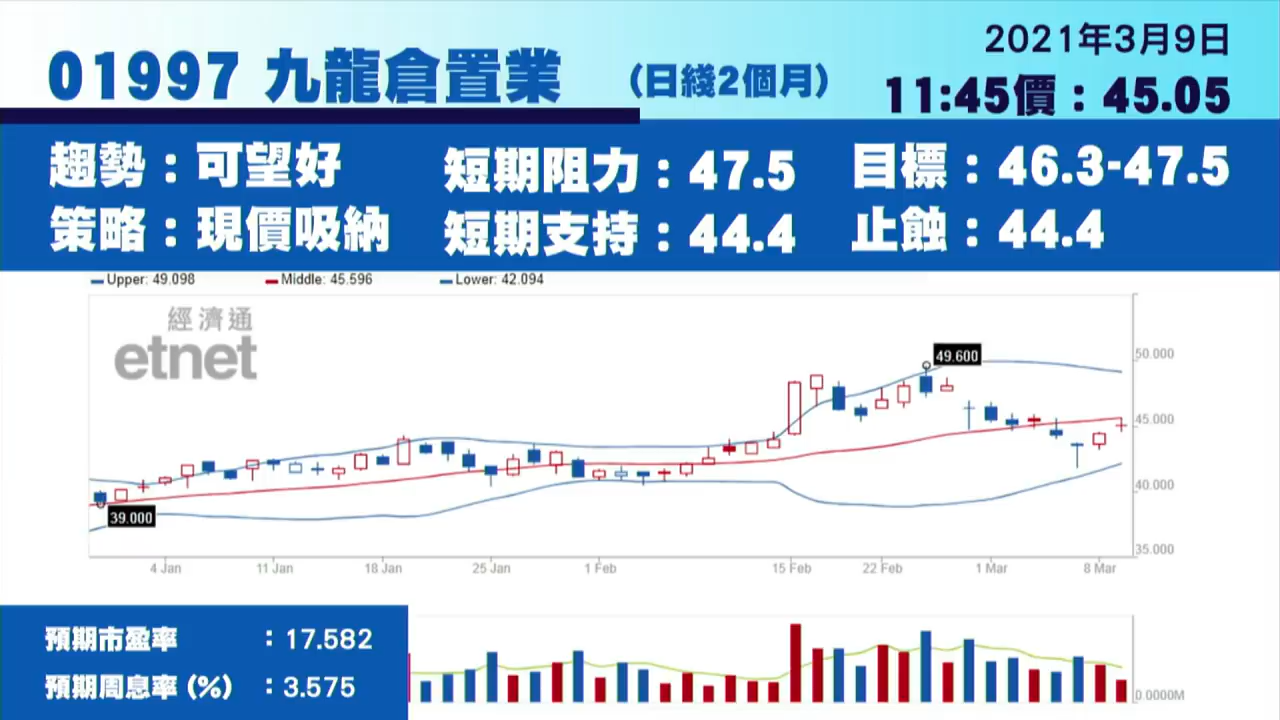 01997 九龍倉置業 (日綫2個月)
2021年3月9日
11:45價：45.05
趨勢：可望好
短期阻力：47.5
目標：46.3-47.5
策略：現價吸納
短期支持：44.4
止蝕：44.4
Upper: 49.098 Middle: 45.596 Lower: 42.094
經濟通
etnet
49.600
39.000
50.000
45.000
40.000
35.000
4 Jan 11 Jan 18 Jan 25 Jan 1 Feb 15 Feb 22 Feb 1 Mar 8 Mar
預期市盈率 ：17.582
預期周息率 (%) ：3.575
0.0000M